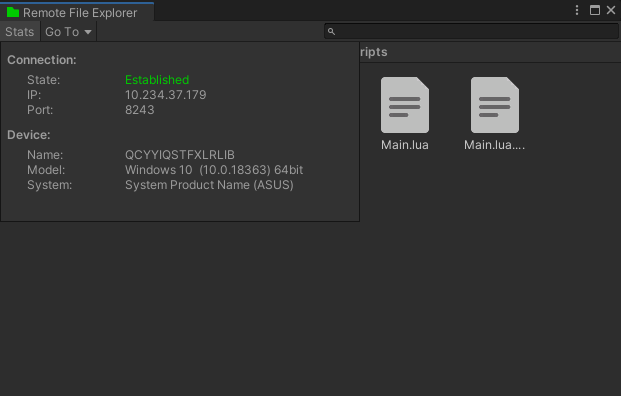 Remote File Explorer
Stats Go To
Connection: ripts
State: Established
IP: 10.234.37.179
Port: 8243
Main.lua Main.lua....
Device:
Name: QCYYIQSTFXLRLIB
Model: Windows 10 (10.0.18363) 64bit
System: System Product Name (ASUS)